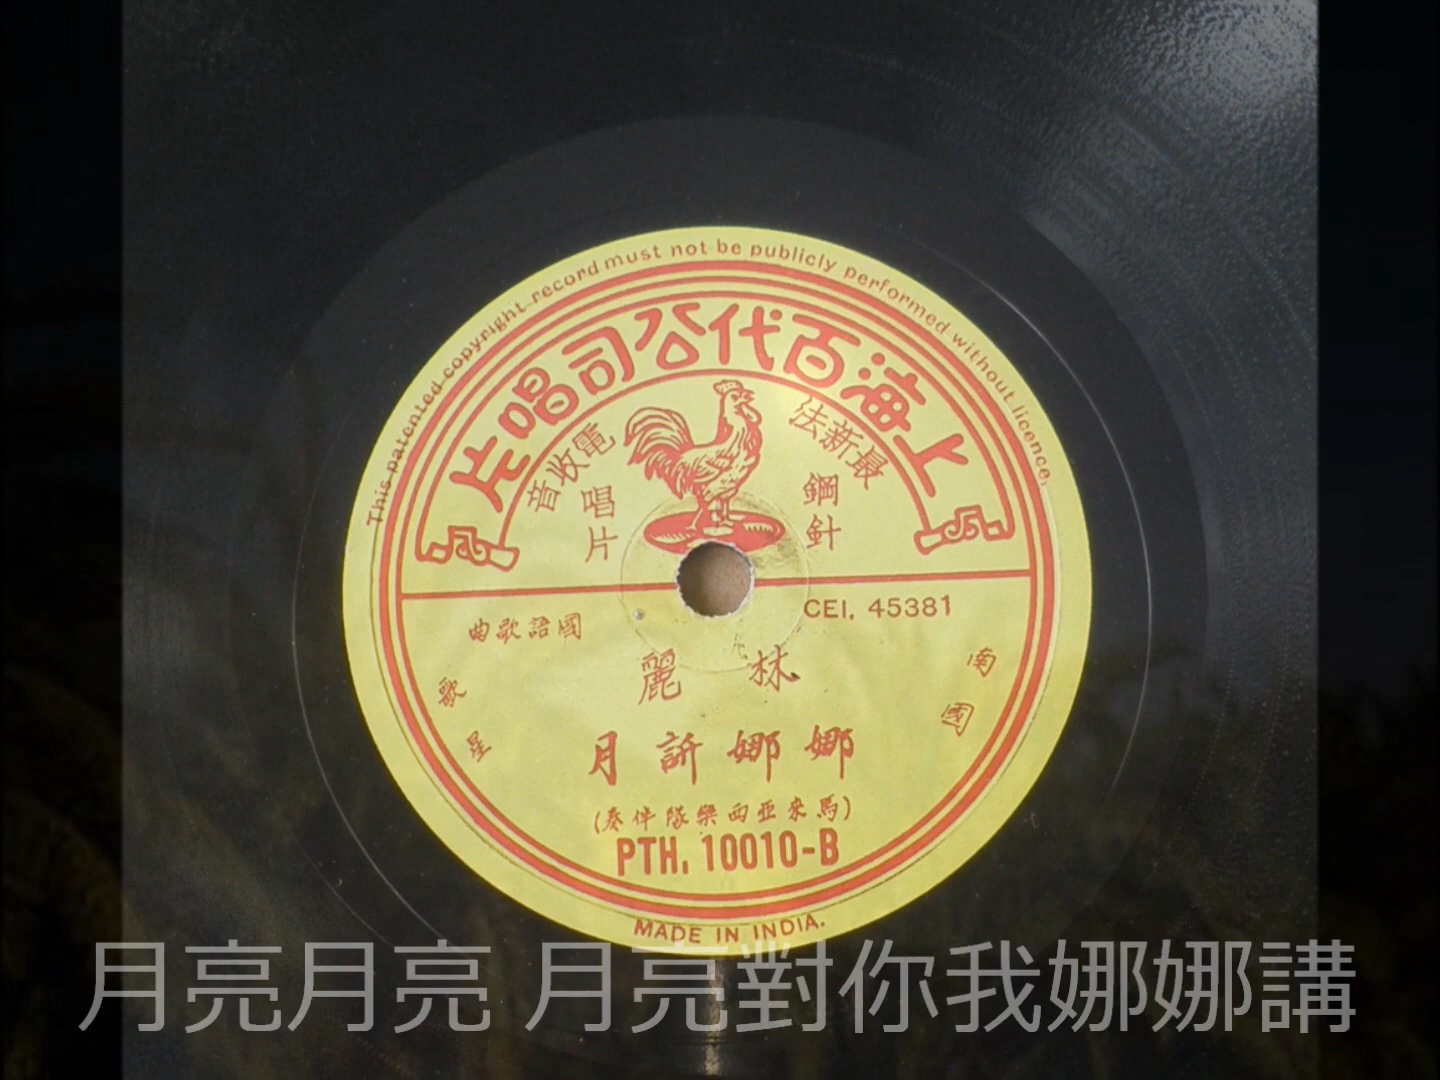 This patented copyright record must not be publicly performed without licence.
上海百代公司唱片
最新法
鋼針
電收音
唱片
CEI. 45381
國語歌曲
南國
林麗
歌星
娜娜訴月
(馬來亞西樂隊伴奏)
PTH. 10010-B
MADE IN INDIA.
月亮月亮 月亮對你我娜娜講